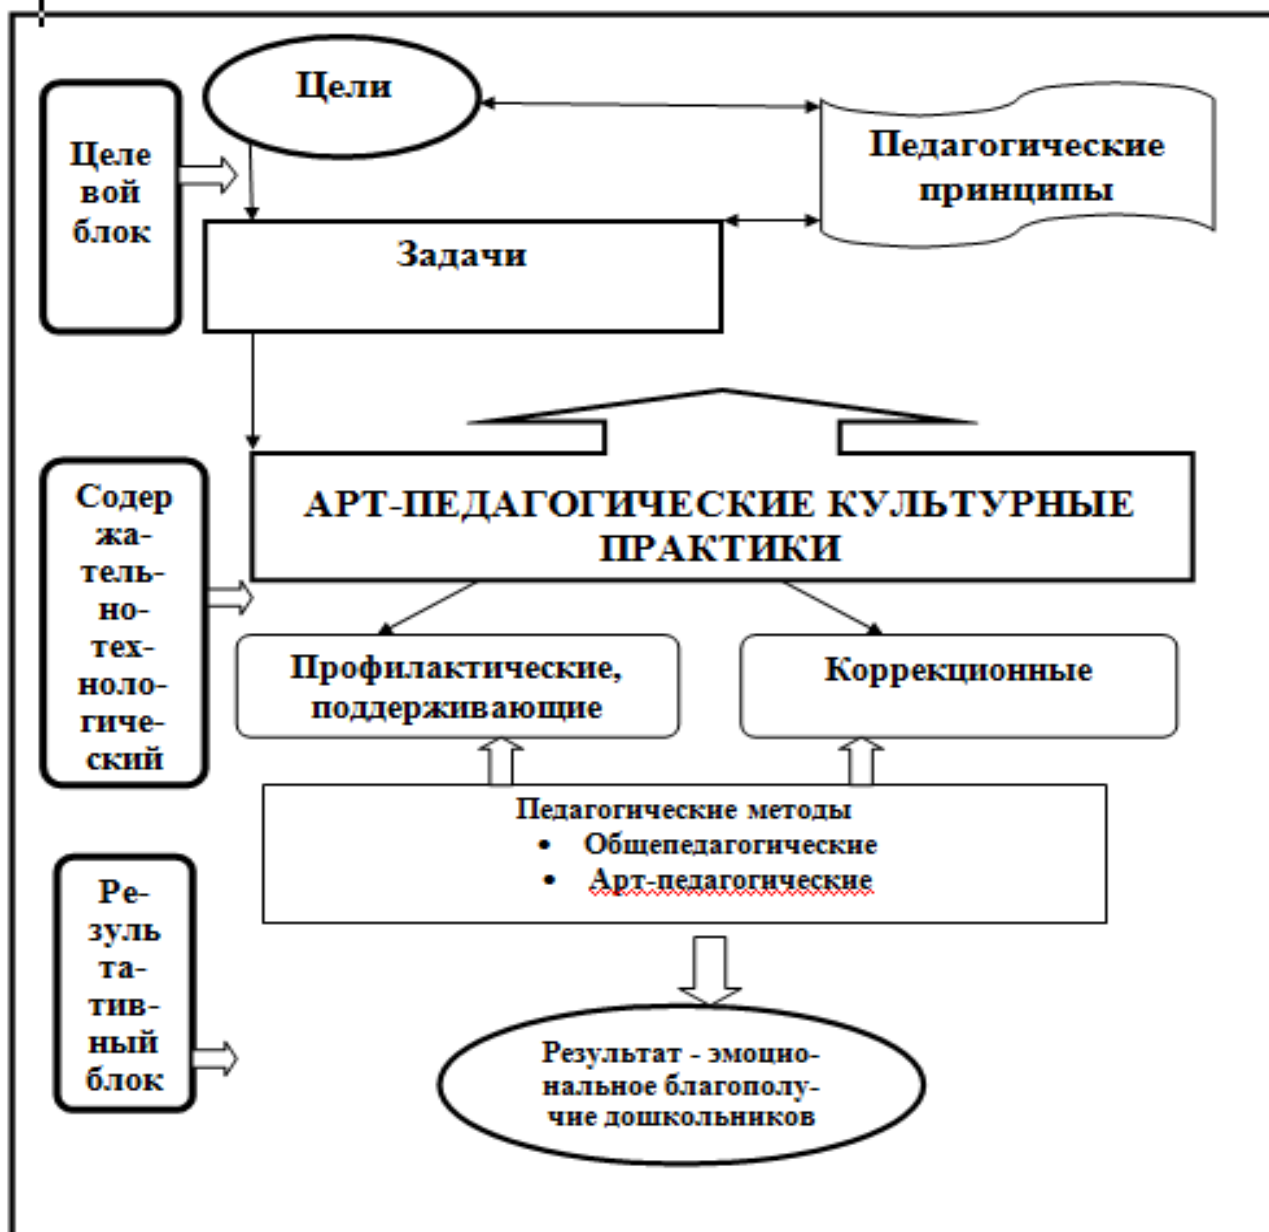 Цели
Целе
вой
блок
Педагогические
принципы
Задачи
Содер
жа-
тель-
но-
тех-
ноло-
гиче-
ский
АРТ-ПЕДАГОГИЧЕСКИЕ КУЛЬТУРНЫЕ
ПРАКТИКИ
Профилактические,
поддерживающие
Коррекционные
Педагогические методы
• Общепедагогические
• Арт-педагогические
Ре-
зуль
та-
тив-
ный
блок
Результат - эмоцио-
нальное благополу-
чие дошкольников